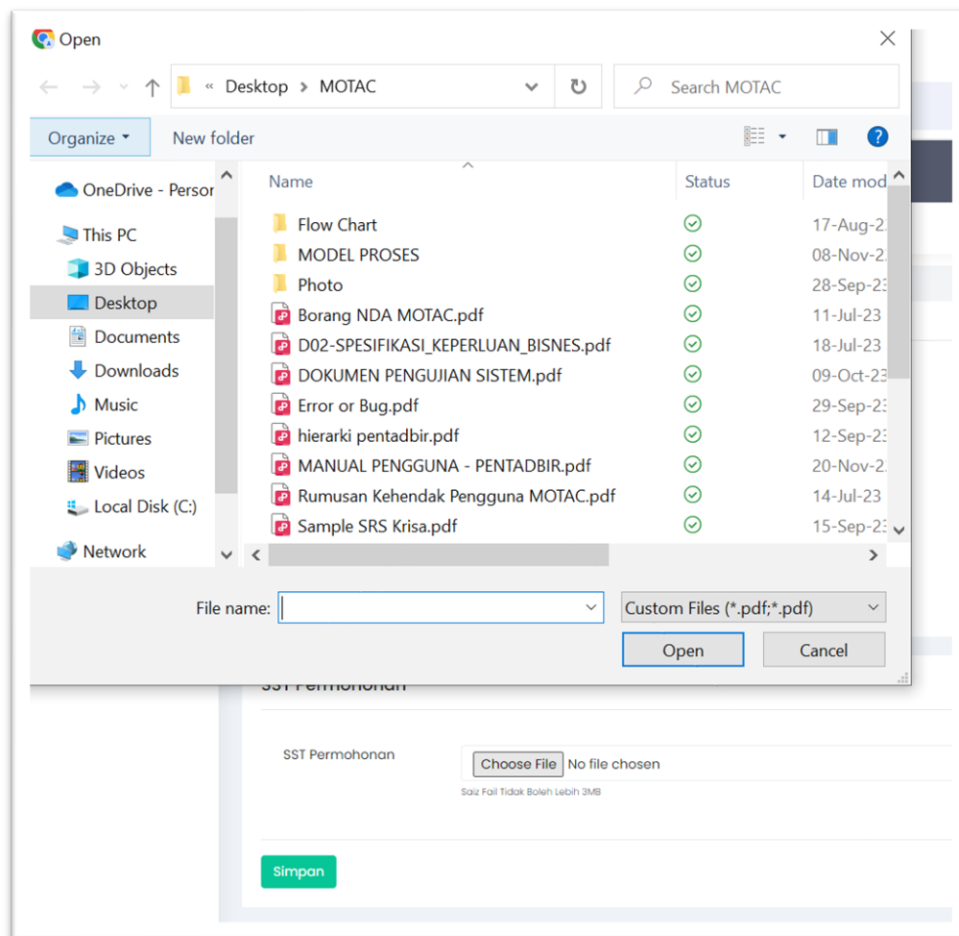 Open
« Desktop > MOTAC
Search MOTAC
Organize
New folder
Name
Status
Date mod
OneDrive - Person
This PC
3D Objects
Desktop
Documents
Downloads
Music
Pictures
Videos
Local Disk (C:)
Network
Flow Chart 17-Aug-2
MODEL PROSES 08-Nov-2
Photo 28-Sep-23
Borang NDA MOTAC.pdf 11-Jul-23
D02-SPESIFIKASI_KEPERLUAN_BISNES.pdf 18-Jul-23
DOKUMEN PENGUJIAN SISTEM.pdf 09-Oct-23
Error or Bug.pdf 29-Sep-23
hierarki pentadbir.pdf 12-Sep-23
MANUAL PENGGUNA - PENTADBIR.pdf 20-Nov-2
Rumusan Kehendak Pengguna MOTAC.pdf 14-Jul-23
Sample SRS Krisa.pdf 15-Sep-23
File name:
Custom Files (*.pdf;*.pdf)
Open
Cancel
SST Permohonan
SST Permohonan
Choose File No file chosen
Saiz Fail Tidak Boleh Lebih 3MB
Simpan